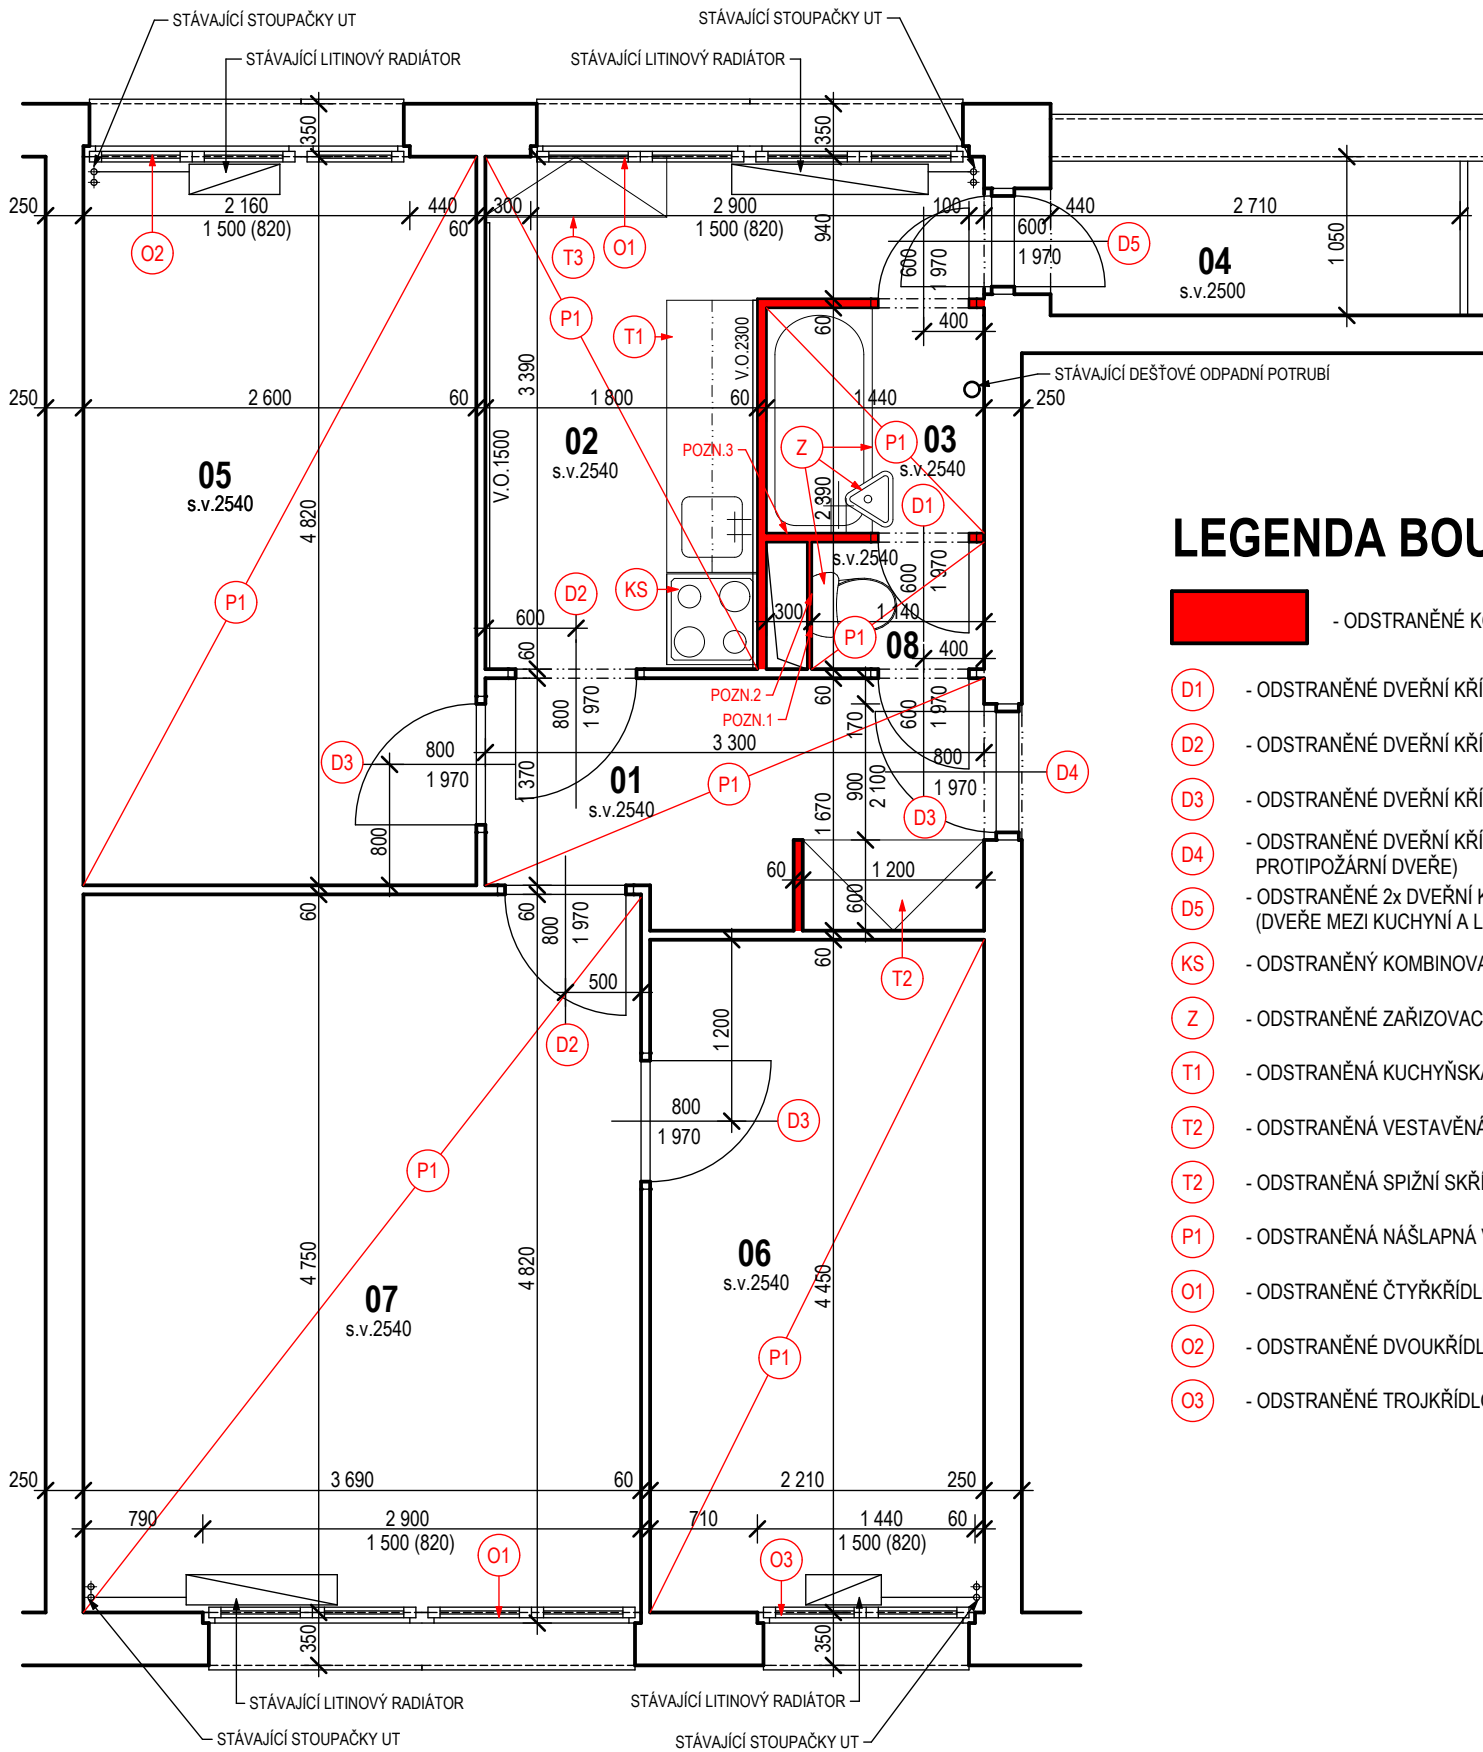 STÁVAJÍCÍ STOUPAČKY UT
STÁVAJÍCÍ STOUPAČKY UT
STÁVAJÍCÍ LITINOVÝ RADIÁTOR
STÁVAJÍCÍ LITINOVÝ RADIÁTOR
350
350
250
2 160
440
60
300
2 900
100
440
2 710
1 500 (820)
1 500 (820)
940
600
1 970
600
1 970
1 050
O2
T3
O1
D5
04
s.v.2500
P1
T1
V.O.2300
60
400
3 390
STÁVAJÍCÍ DEŠŤOVÉ ODPADNÍ POTRUBÍ
250
2 600
60
1 800
60
1 440
250
02
s.v.2540
POZN.3
Z
P1
03
s.v.2540
05
s.v.2540
V.O.1500
4 820
2 390
D1
LEGENDA BOU
s.v.2540
P1
D2
KS
600
1 970
600
300
1 140
- ODSTRANĚNÉ K
P1
08
400
60
POZN.2
POZN.1
60
600
1 970
D1
- ODSTRANĚNÉ DVEŘNÍ KŘÍ
800
1 970
170
D3
800
1 970
3 300
800
1 970
D4
D2
- ODSTRANĚNÉ DVEŘNÍ KŘÍ
01
s.v.2540
P1
1 370
900
2 100
1 670
D3
D3
- ODSTRANĚNÉ DVEŘNÍ KŘÍ
800
60
1 200
D4
- ODSTRANĚNÉ DVEŘNÍ KŘÍ
PROTIPOŽÁRNÍ DVEŘE)
60
60
800
1 970
600
D5
- ODSTRANĚNÉ 2x DVEŘNÍ K
(DVEŘE MEZI KUCHYNÍ A L
60
T2
KS
- ODSTRANĚNÝ KOMBINOVA
500
D2
1 200
Z
- ODSTRANĚNÉ ZAŘIZOVAC
T1
- ODSTRANĚNÁ KUCHYŇSKA
800
1 970
D3
T2
- ODSTRANĚNÁ VESTAVĚNÁ
P1
T2
- ODSTRANĚNÁ SPIŽNÍ SKŘÍ
P1
- ODSTRANĚNÁ NÁŠLAPNÁ V
4 750
4 820
06
s.v.2540
4 450
O1
- ODSTRANĚNÉ ČTYŘKŘÍDL
07
s.v.2540
P1
O2
- ODSTRANĚNÉ DVOUKŘÍDL
O3
- ODSTRANĚNÉ TROJKŘÍDLO
250
3 690
60
2 210
250
790
2 900
710
1 440
60
1 500 (820)
1 500 (820)
O1
O3
350
350
STÁVAJÍCÍ LITINOVÝ RADIÁTOR
STÁVAJÍCÍ LITINOVÝ RADIÁTOR
STÁVAJÍCÍ STOUPAČKY UT
STÁVAJÍCÍ STOUPAČKY UT